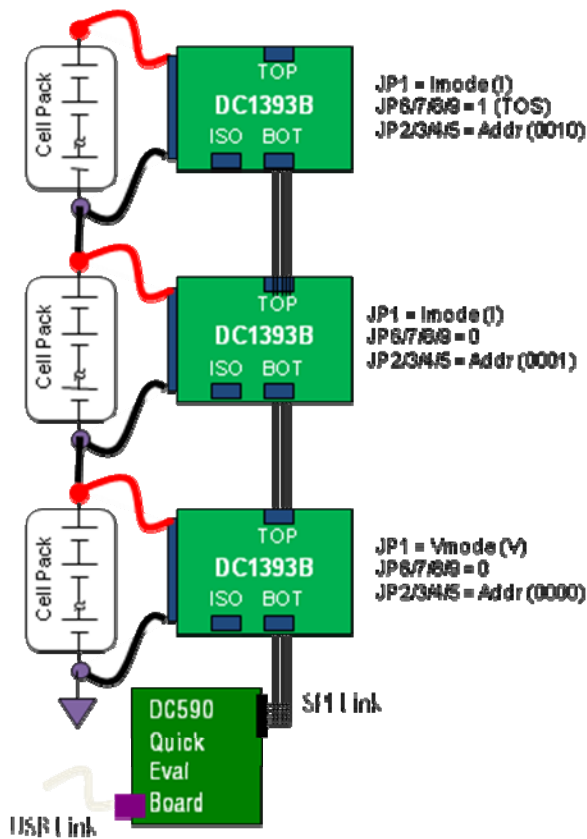 Cell Pack
TOP
DC1393B
ISO BOT
JP1 = Imode(I)
JP6/7/8/9 = 1 (TOS)
JP2/3/4/5 = Addr (0010)
Cell Pack
TOP
DC1393B
ISO BOT
JP1 = Imode(I)
JP6/7/8/9 = 0
JP2/3/4/5 = Addr (0001)
Cell Pack
TOP
DC1393B
ISO BOT
JP1 = Vmode (V)
JP6/7/8/9 = 0
JP2/3/4/5 = Addr (0000)
DC590
Quick
Eval
Board
Link
USB Link